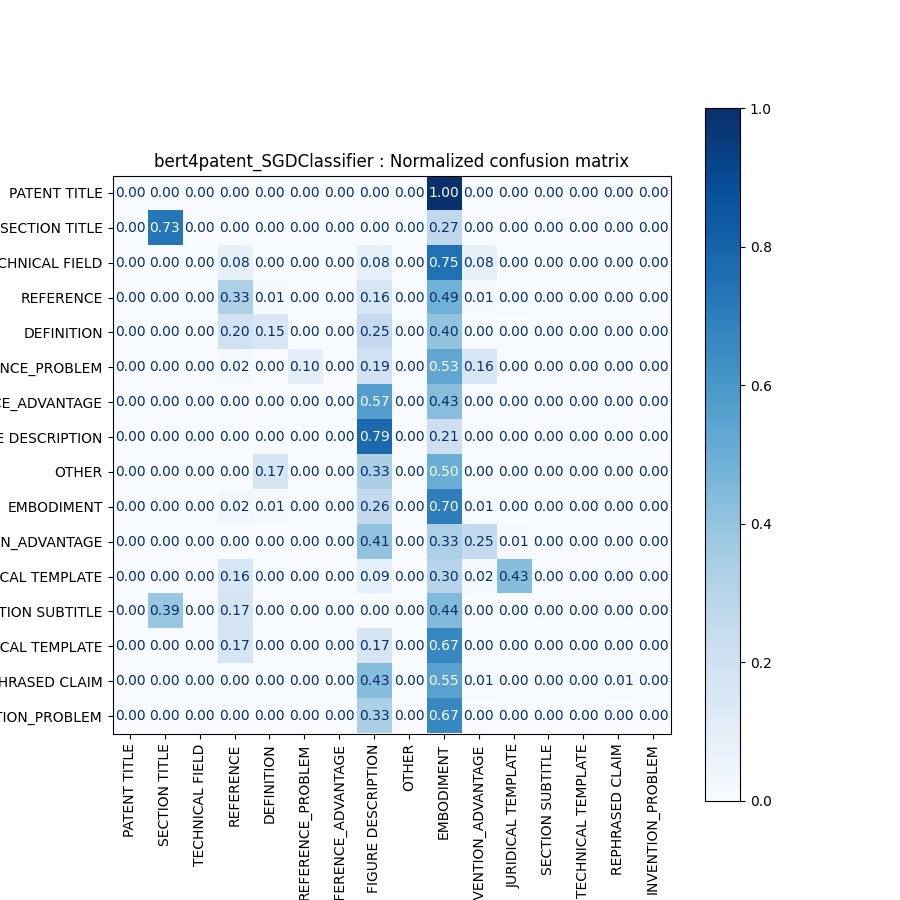 bert4patent_SGDClassifier : Normalized confusion matrix
PATENT TITLE 0.00 0.00 0.00 0.00 0.00 0.00 0.00 0.00 0.00 1.00 0.00 0.00 0.00 0.00 0.00 0.00
SECTION TITLE 0.00 0.73 0.00 0.00 0.00 0.00 0.00 0.00 0.00 0.27 0.00 0.00 0.00 0.00 0.00 0.00
CHNICAL FIELD 0.00 0.00 0.00 0.08 0.00 0.00 0.00 0.08 0.00 0.75 0.08 0.00 0.00 0.00 0.00 0.00
REFERENCE 0.00 0.00 0.00 0.33 0.01 0.00 0.00 0.16 0.00 0.49 0.01 0.00 0.00 0.00 0.00 0.00
DEFINITION 0.00 0.00 0.00 0.20 0.15 0.00 0.00 0.25 0.00 0.40 0.00 0.00 0.00 0.00 0.00 0.00
NCE_PROBLEM 0.00 0.00 0.00 0.02 0.00 0.10 0.00 0.19 0.00 0.53 0.16 0.00 0.00 0.00 0.00 0.00
CE_ADVANTAGE 0.00 0.00 0.00 0.00 0.00 0.00 0.00 0.57 0.00 0.43 0.00 0.00 0.00 0.00 0.00 0.00
E DESCRIPTION 0.00 0.00 0.00 0.00 0.00 0.00 0.00 0.79 0.00 0.21 0.00 0.00 0.00 0.00 0.00 0.00
OTHER 0.00 0.00 0.00 0.00 0.17 0.00 0.00 0.33 0.00 0.50 0.00 0.00 0.00 0.00 0.00 0.00
EMBODIMENT 0.00 0.00 0.00 0.02 0.01 0.00 0.00 0.26 0.00 0.70 0.01 0.00 0.00 0.00 0.00 0.00
N_ADVANTAGE 0.00 0.00 0.00 0.00 0.00 0.00 0.00 0.41 0.00 0.33 0.25 0.01 0.00 0.00 0.00 0.00
CAL TEMPLATE 0.00 0.00 0.00 0.16 0.00 0.00 0.00 0.09 0.00 0.30 0.02 0.43 0.00 0.00 0.00 0.00
TION SUBTITLE 0.00 0.39 0.00 0.17 0.00 0.00 0.00 0.00 0.00 0.44 0.00 0.00 0.00 0.00 0.00 0.00
CAL TEMPLATE 0.00 0.00 0.00 0.17 0.00 0.00 0.00 0.17 0.00 0.67 0.00 0.00 0.00 0.00 0.00 0.00
HRASED CLAIM 0.00 0.00 0.00 0.00 0.00 0.00 0.00 0.43 0.00 0.55 0.01 0.00 0.00 0.00 0.01 0.00
TION_PROBLEM 0.00 0.00 0.00 0.00 0.00 0.00 0.00 0.33 0.00 0.67 0.00 0.00 0.00 0.00 0.00 0.00
PATENT TITLE
SECTION TITLE
TECHNICAL FIELD
REFERENCE
DEFINITION
REFERENCE_PROBLEM
FERENCE_ADVANTAGE
FIGURE DESCRIPTION
OTHER
EMBODIMENT
VENTION_ADVANTAGE
JURIDICAL TEMPLATE
SECTION SUBTITLE
TECHNICAL TEMPLATE
REPHRASED CLAIM
INVENTION_PROBLEM
1.0
0.8
0.6
0.4
0.2
0.0